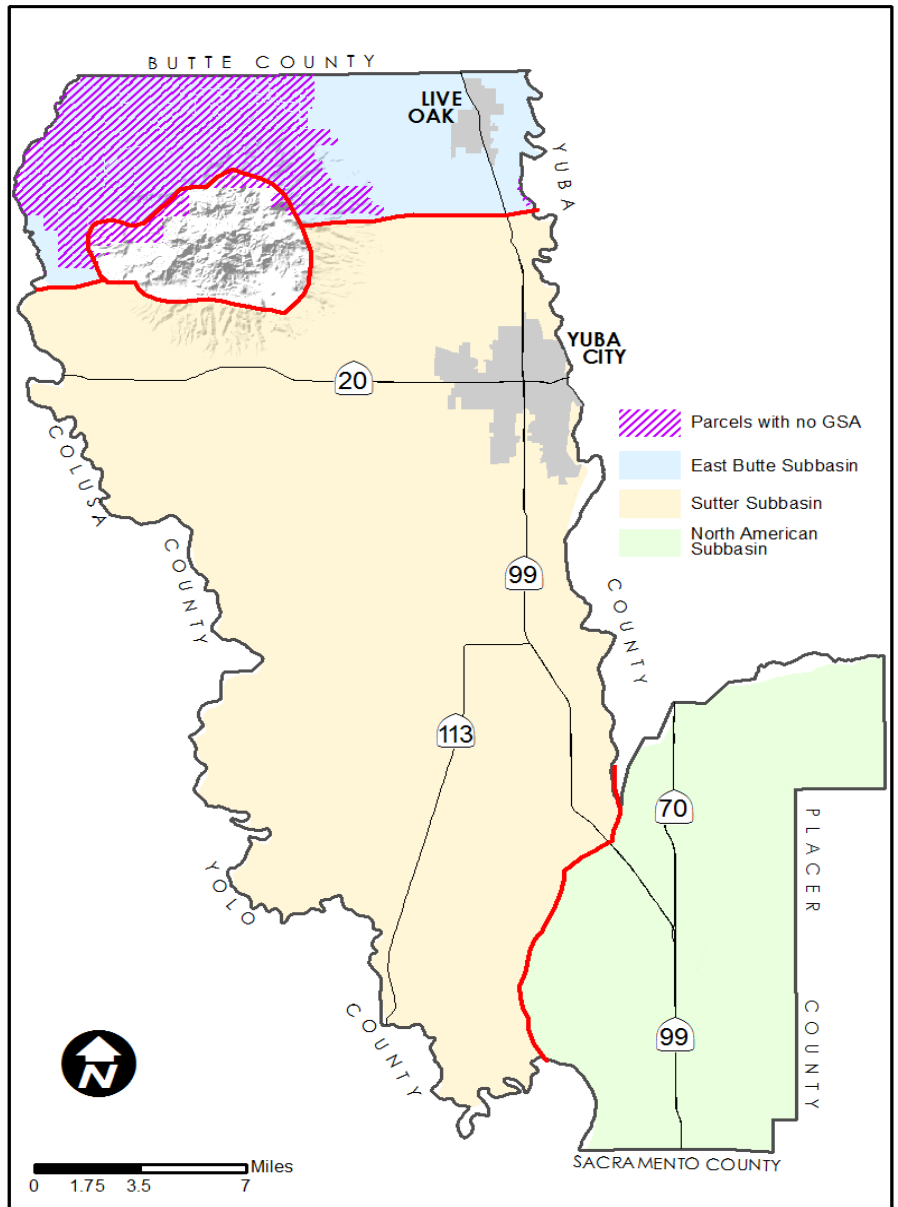 BUTTE COUNTY
LIVE
OAK
YUBA
COUNTY
YUBA
CITY
20
Parcels with no GSA
East Butte Subbasin
Sutter Subbasin
North American
Subbasin
COLUSA
COUNTY
99
113
70
PLACER
COUNTY
YOLO
COUNTY
99
N
Miles
0 1.75 3.5 7
SACRAMENTO COUNTY